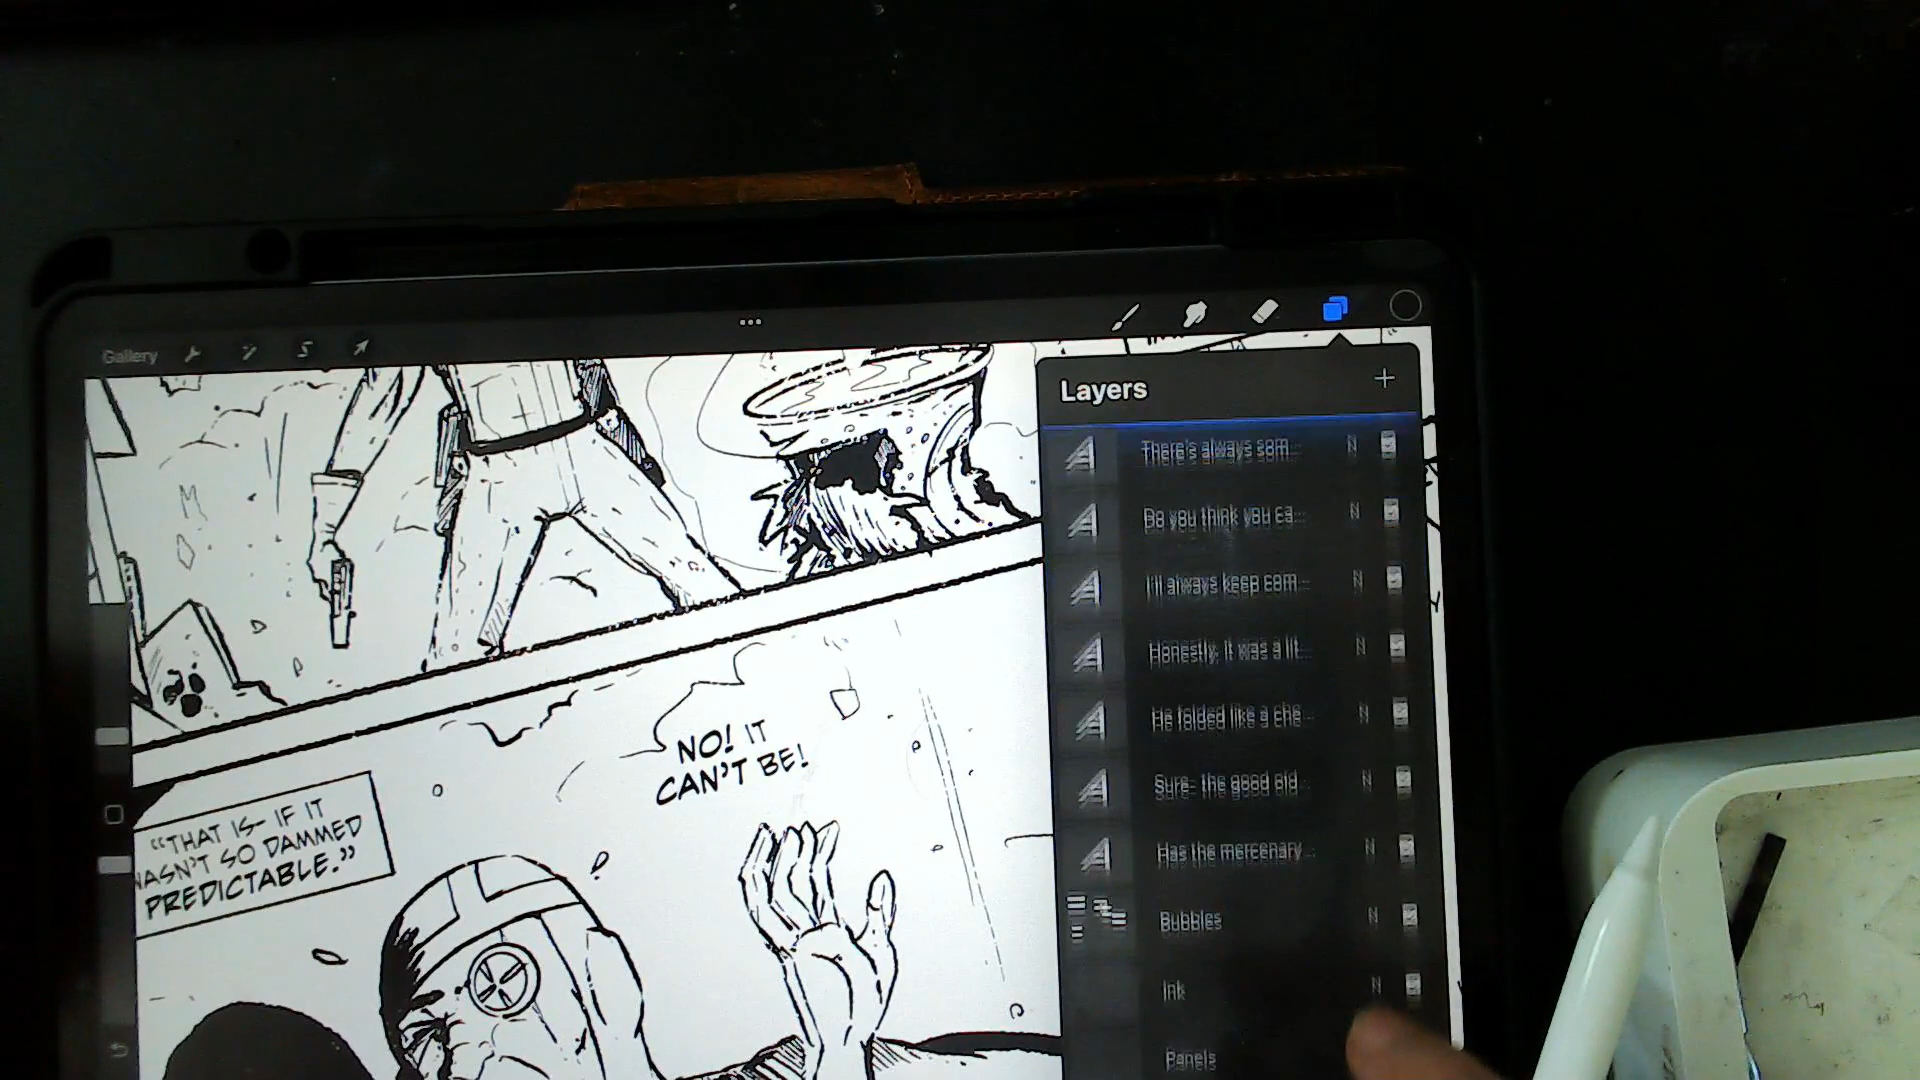 Gallery
Layers
There's always som...
Do you think you ca...
I'll always keep com...
Honestly, it was a lit...
He folded like a che...
Sure- the good old...
Has the mercenary...
Bubbles
Ink
Panels
N
N
N
N
N
N
N
N
N
NO! IT
CAN'T BE!
"THAT IS- IF IT
WASN'T SO DAMMED
PREDICTABLE."